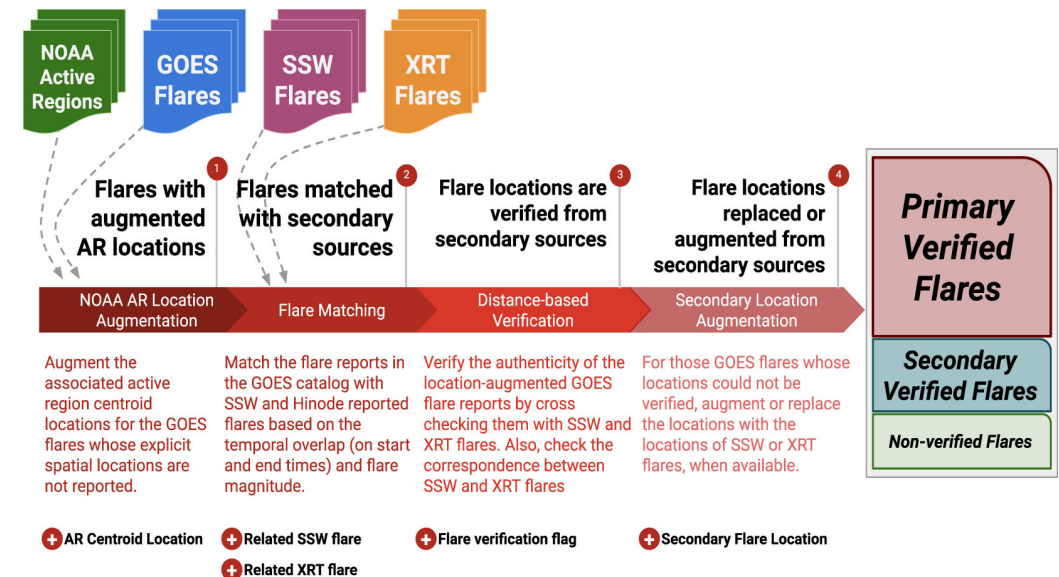 NOAA
Active
Regions
GOES
Flares
SSW
Flares
XRT
Flares
1
Flares with
augmented
AR locations
2
Flares matched
with secondary
sources
3
Flare locations are
verified from
secondary sources
4
Flare locations
replaced or
augmented from
secondary sources
NOAA AR Location
Augmentation
Flare Matching
Distance-based
Verification
Secondary Location
Augmentation
Augment the
associated active
region centroid
locations for the GOES
flares whose explicit
spatial locations are
not reported.
Match the flare reports in
the GOES catalog with
SSW and Hinode reported
flares based on the
temporal overlap (on start
and end times) and flare
magnitude.
Verify the authenticity of the
location-augmented GOES
flare reports by cross
checking them with SSW and
XRT flares. Also, check the
correspondence between
SSW and XRT flares
For those GOES flares whose
locations could not be
verified, augment or replace
the locations with the
locations of SSW or XRT
flares, when available.
+ AR Centroid Location
+ Related SSW flare
+ Related XRT flare
+ Flare verification flag
+ Secondary Flare Location
Primary
Verified
Flares
Secondary
Verified Flares
Non-verified Flares